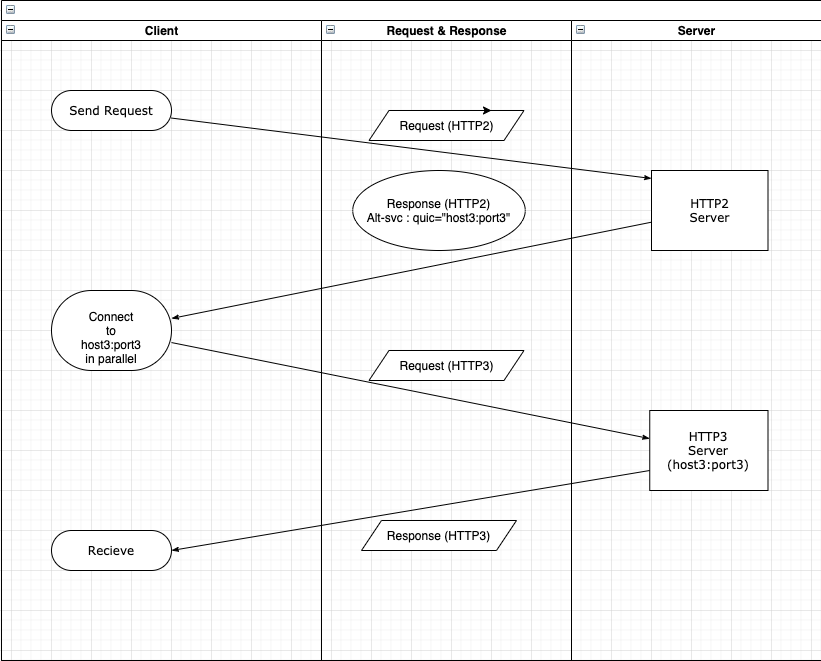 Client
Request & Response
Server
Send Request
Request (HTTP2)
Response (HTTP2)
Alt-svc : quic="host3:port3"
HTTP2
Server
Connect
to
host3:port3
in parallel
Request (HTTP3)
HTTP3
Server
(host3:port3)
Recieve
Response (HTTP3)